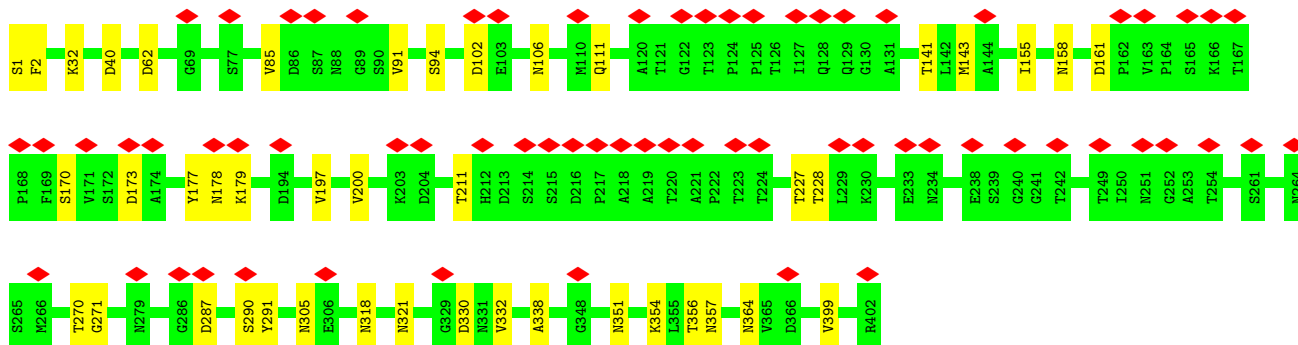 S1 F2 K32 D40 D62 G69 S77 V85 D86 S87 N88 G89 S90 V91 S94 D102 E103 N106 M110 Q111 A120 T121 G122 T123 P124 P125 T126 I127 Q128 Q129 G130 A131 T141 L142 M143 A144 I155 N158 D161 P162 V163 P164 S165 K166 T167
P168 F169 S170 V171 S172 D173 A174 Y177 N178 K179 D194 V197 V200 K203 D204 T211 H212 D213 S214 S215 D216 P217 A218 A219 T220 A221 P222 T223 T224 T227 T228 L229 K230 E233 N234 E238 S239 G240 G241 T242 T249 I250 N251 G252 A253 T254 S261 N264
S265 M266 T270 G271 N279 G286 D287 S290 Y291 N305 E306 N318 N321 G329 D330 N331 V332 A338 G348 N351 K354 L355 T356 N357 N364 V365 D366 V399 R402